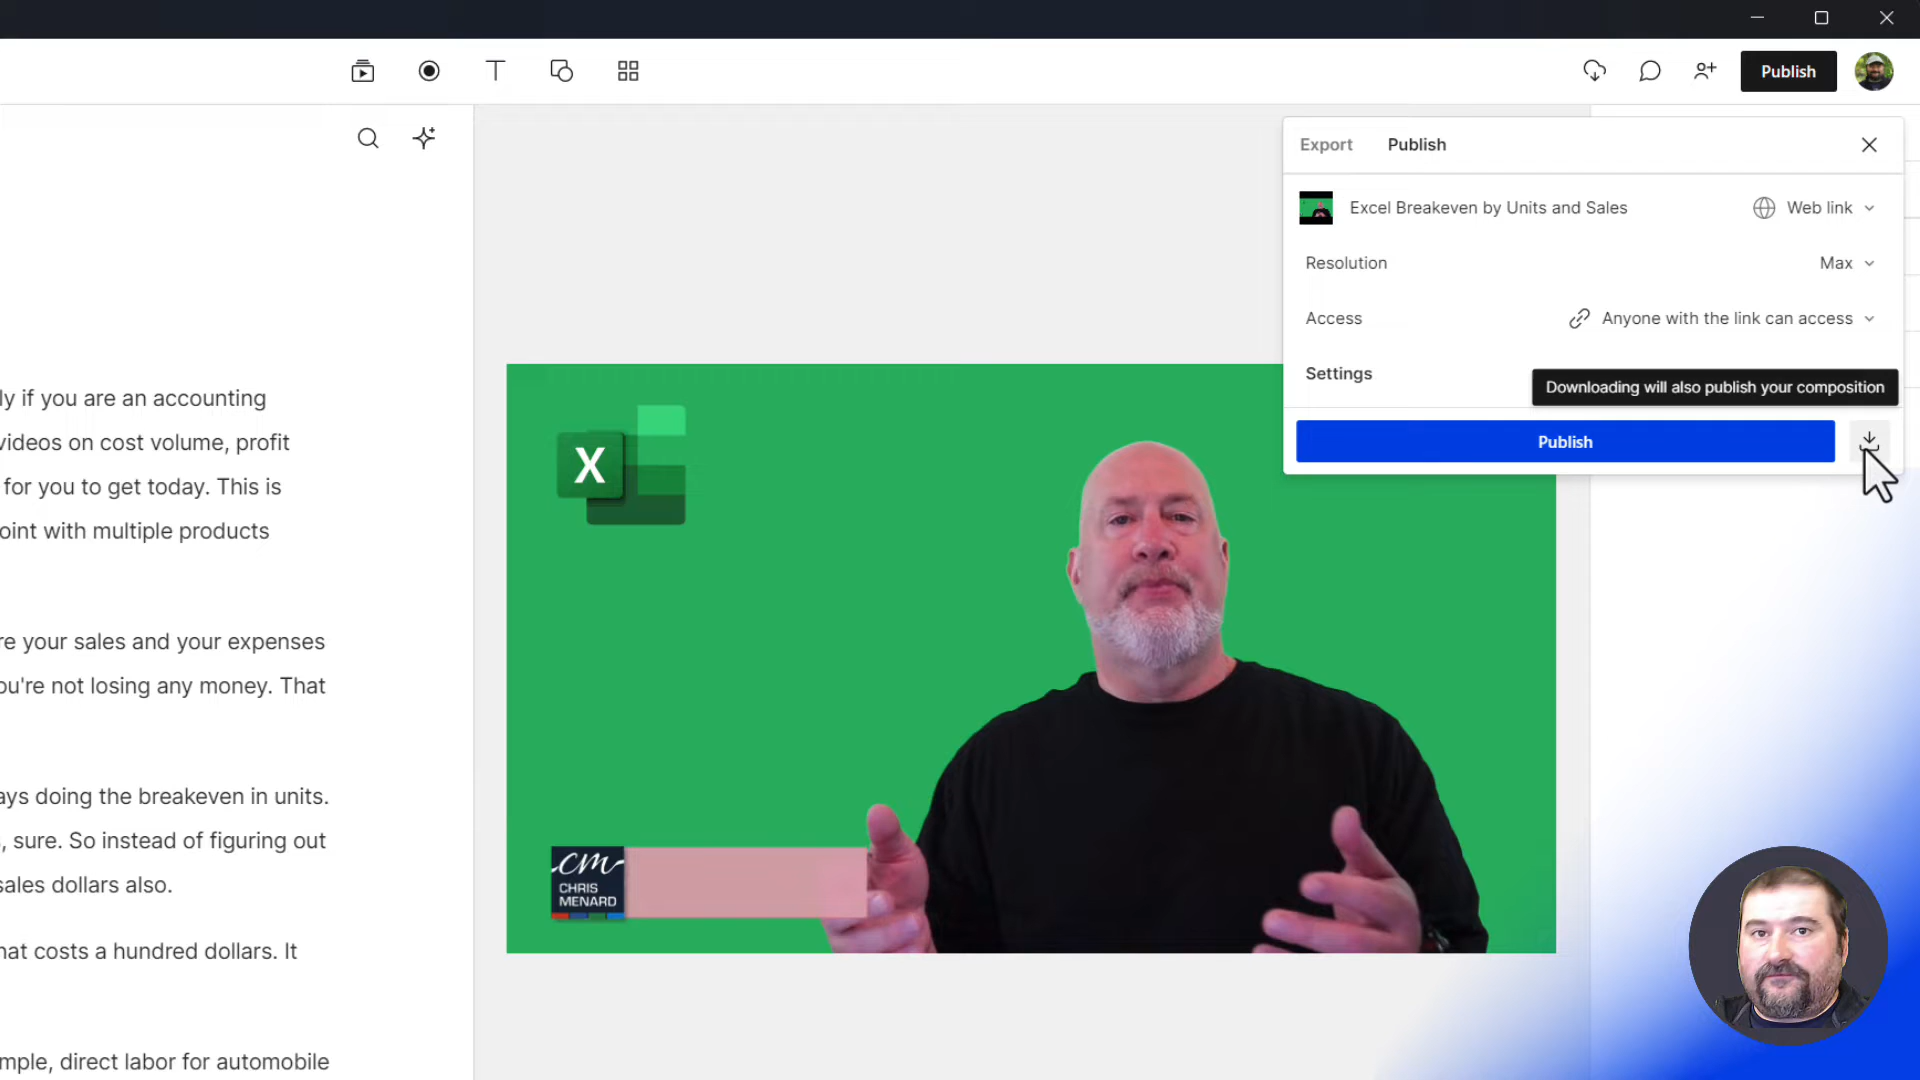 Publish
Export Publish
Excel Breakeven by Units and Sales Web link
Resolution Max
Access Anyone with the link can access
Settings
Downloading will also publish your composition
Publish
ly if you are an accounting
videos on cost volume, profit
for you to get today. This is
oint with multiple products
re your sales and your expenses
ou're not losing any money. That
ays doing the breakeven in units.
, sure. So instead of figuring out
sales dollars also.
hat costs a hundred dollars. It
mple, direct labor for automobile
X
cm
CHRIS
MENARD